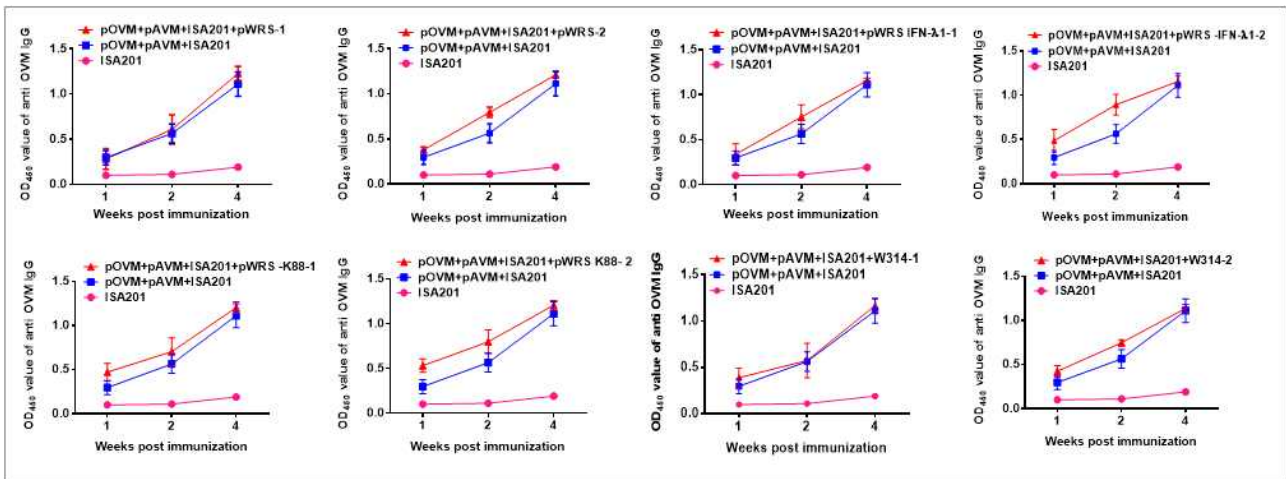 pOVM+pAVM+ISA201+pWRS-1
pOVM+pAVM+ISA201
ISA201
OD460 value of anti OVM IgG
1.5
1.0
0.5
0.0
1 2 4
Weeks post immunization
pOVM+pAVM+ISA201+pWRS-2
pOVM+pAVM+ISA201
ISA201
OD460 value of anti OVM IgG
1.5
1.0
0.5
0.0
1 2 4
Weeks post immunization
pOVM+pAVM+ISA201+pWRS IFN-λ1-1
pOVM+pAVM+ISA201
ISA201
OD460 value of anti OVM IgG
1.5
1.0
0.5
0.0
1 2 4
Weeks post immunization
pOVM+pAVM+ISA201+pWRS -IFN-λ1-2
pOVM+pAVM+ISA201
ISA201
OD460 value of anti OVM IgG
1.5
1.0
0.5
0.0
1 2 4
Weeks post immunization
pOVM+pAVM+ISA201+pWRS -K88-1
pOVM+pAVM+ISA201
ISA201
OD460 value of anti OVM IgG
1.5
1.0
0.5
0.0
1 2 4
Weeks post immunization
pOVM+pAVM+ISA201+pWRS K88- 2
pOVM+pAVM+ISA201
ISA201
OD460 value of anti OVM IgG
1.5
1.0
0.5
0.0
1 2 4
Weeks post immunization
pOVM+pAVM+ISA201+W314-1
pOVM+pAVM+ISA201
ISA201
OD460 value of anti OVM IgG
1.5
1.0
0.5
0.0
1 2 4
Weeks post immunization
pOVM+pAVM+ISA201+W314-2
pOVM+pAVM+ISA201
ISA201
OD460 value of anti OVM IgG
1.5
1.0
0.5
0.0
1 2 4
Weeks post immunization